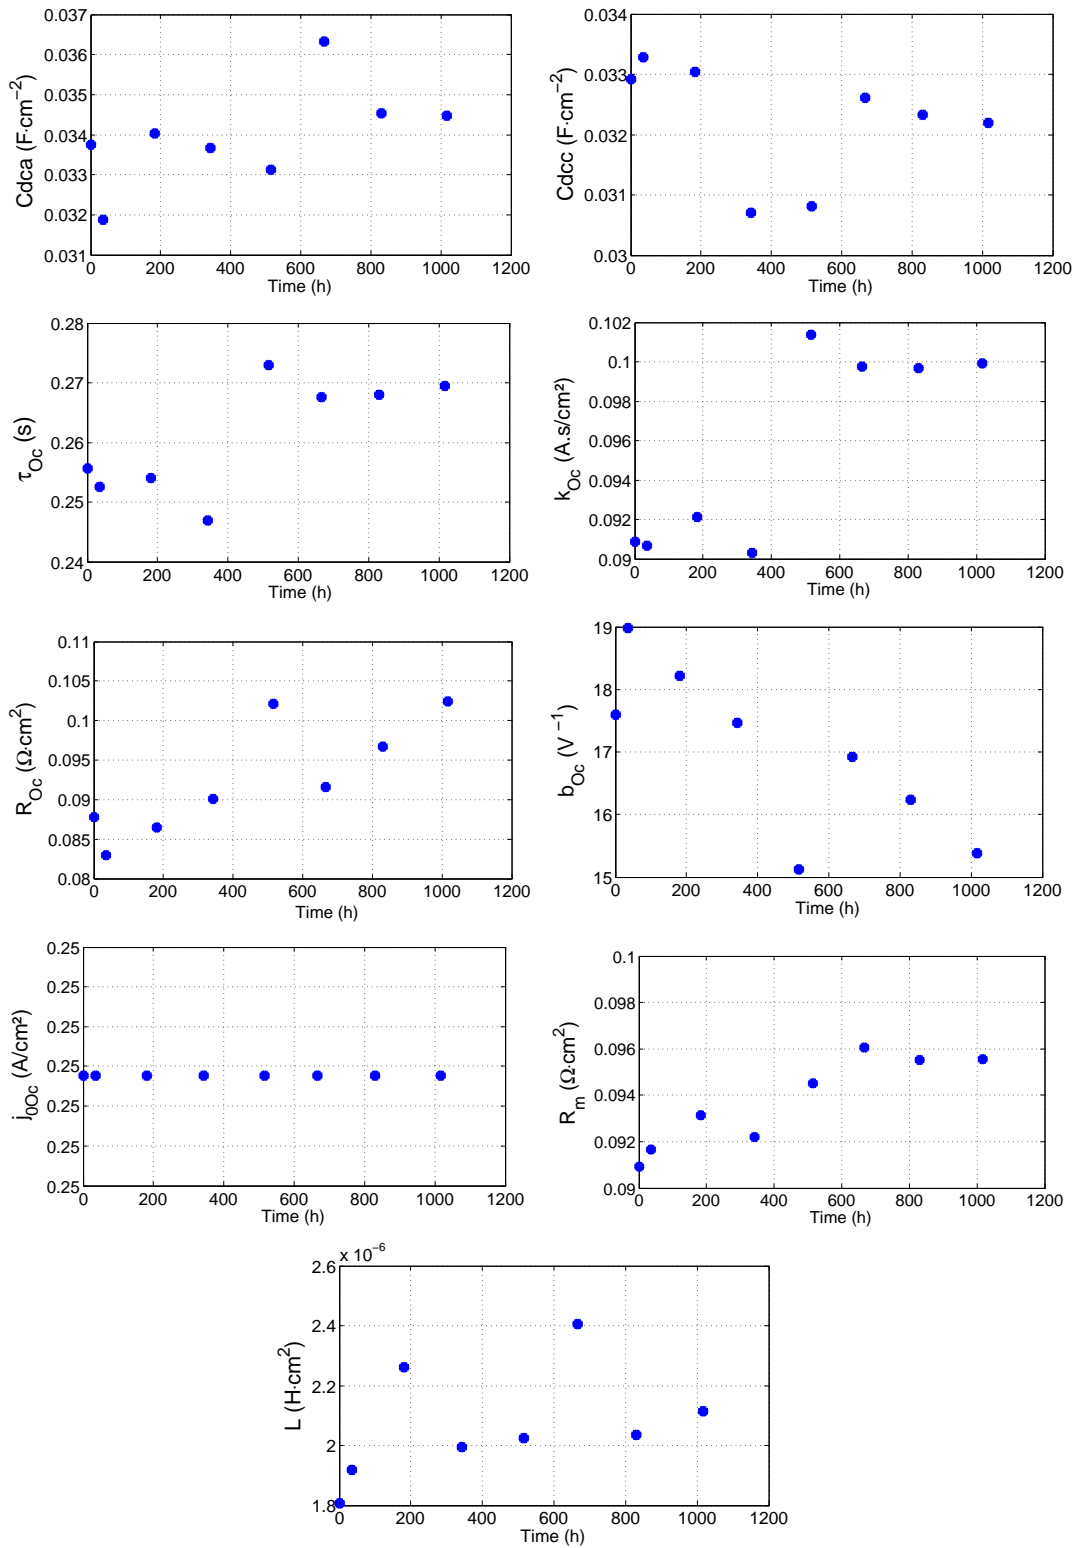 0.037
0.036
0.035
0.034
0.033
0.032
0.031
Cdca (F·cm−2)
0 200 400 600 800 1000 1200
Time (h)
0.034
0.033
0.032
0.031
0.03
Cdcc (F·cm−2)
0 200 400 600 800 1000 1200
Time (h)
0.28
0.27
0.26
0.25
0.24
τOc (s)
0 200 400 600 800 1000 1200
Time (h)
0.102
0.1
0.098
0.096
0.094
0.092
0.09
kOc (A.s/cm²)
0 200 400 600 800 1000 1200
Time (h)
0.11
0.105
0.1
0.095
0.09
0.085
0.08
ROc (Ω·cm2)
0 200 400 600 800 1000 1200
Time (h)
19
18
17
16
15
bOc (V −1)
0 200 400 600 800 1000 1200
Time (h)
0.25
0.25
0.25
0.25
0.25
0.25
0.25
j0Oc (A/cm²)
0 200 400 600 800 1000 1200
Time (h)
0.1
0.098
0.096
0.094
0.092
0.09
Rm (Ω·cm2)
0 200 400 600 800 1000 1200
Time (h)
x 10−6
2.6
2.4
2.2
2
1.8
L (H·cm2)
0 200 400 600 800 1000 1200
Time (h)